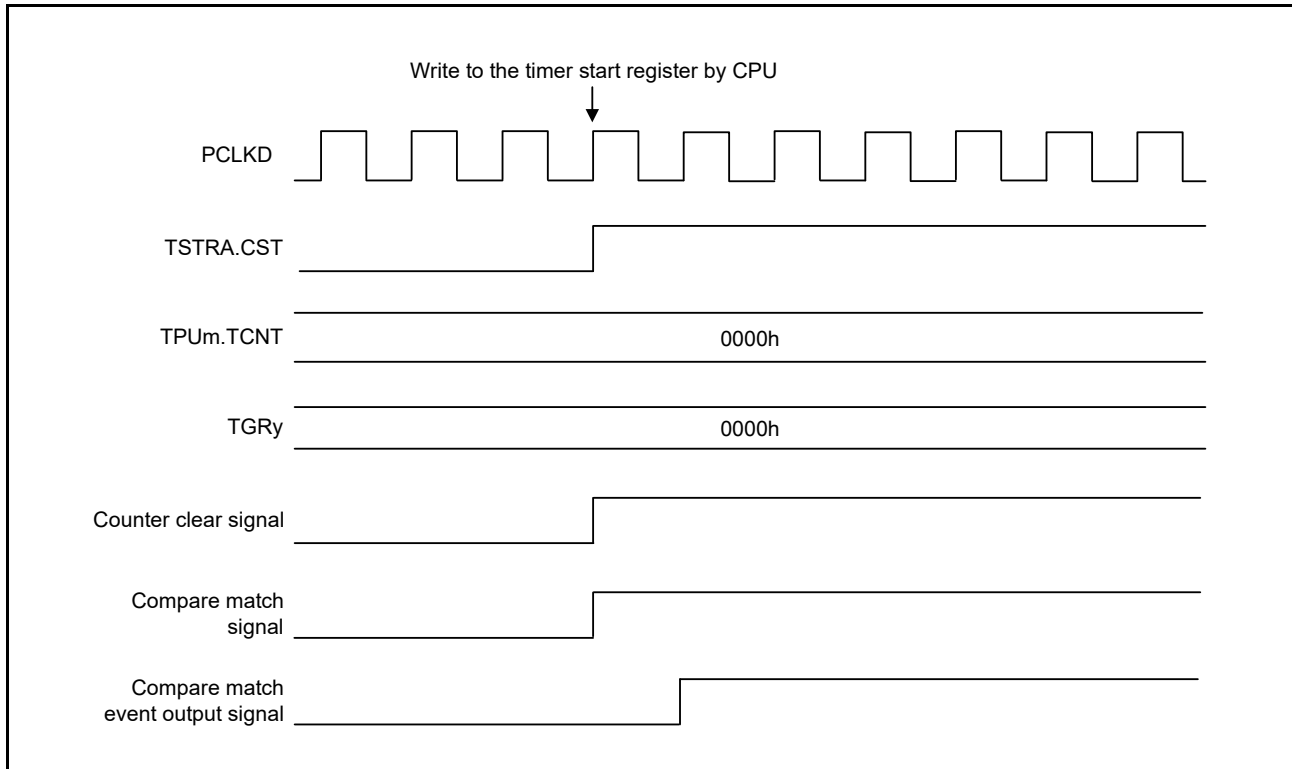 Write to the timer start register by CPU
PCLKD
TSTRA.CST
TPUm.TCNT
0000h
TGRy
0000h
Counter clear signal
Compare match
signal
Compare match
event output signal